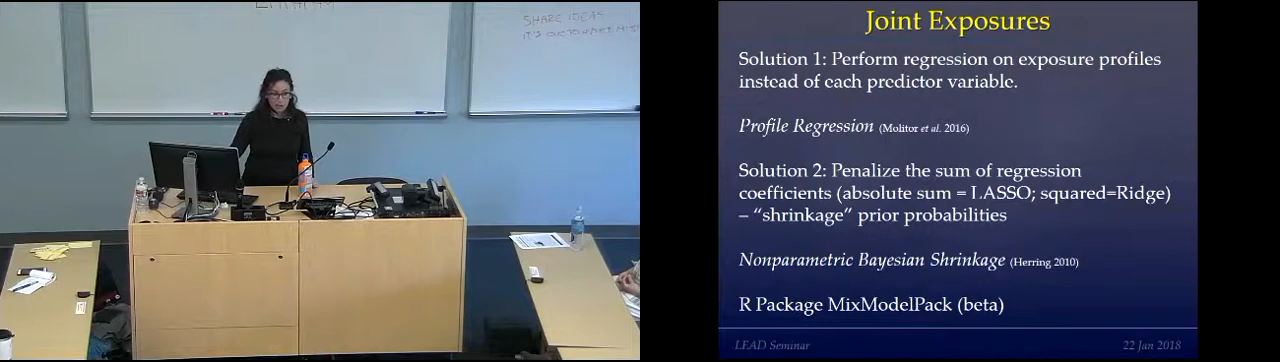 SHARE IDEAS
Joint Exposures
Solution 1: Perform regression on exposure profiles
instead of each predictor variable.
Profile Regression (Molitor et al. 2016)
Solution 2: Penalize the sum of regression
coefficients (absolute sum = LASSO; squared=Ridge)
– “shrinkage” prior probabilities
Nonparametric Bayesian Shrinkage (Herring 2010)
R Package MixModelPack (beta)
LEAD Seminar
22 Jan 2018